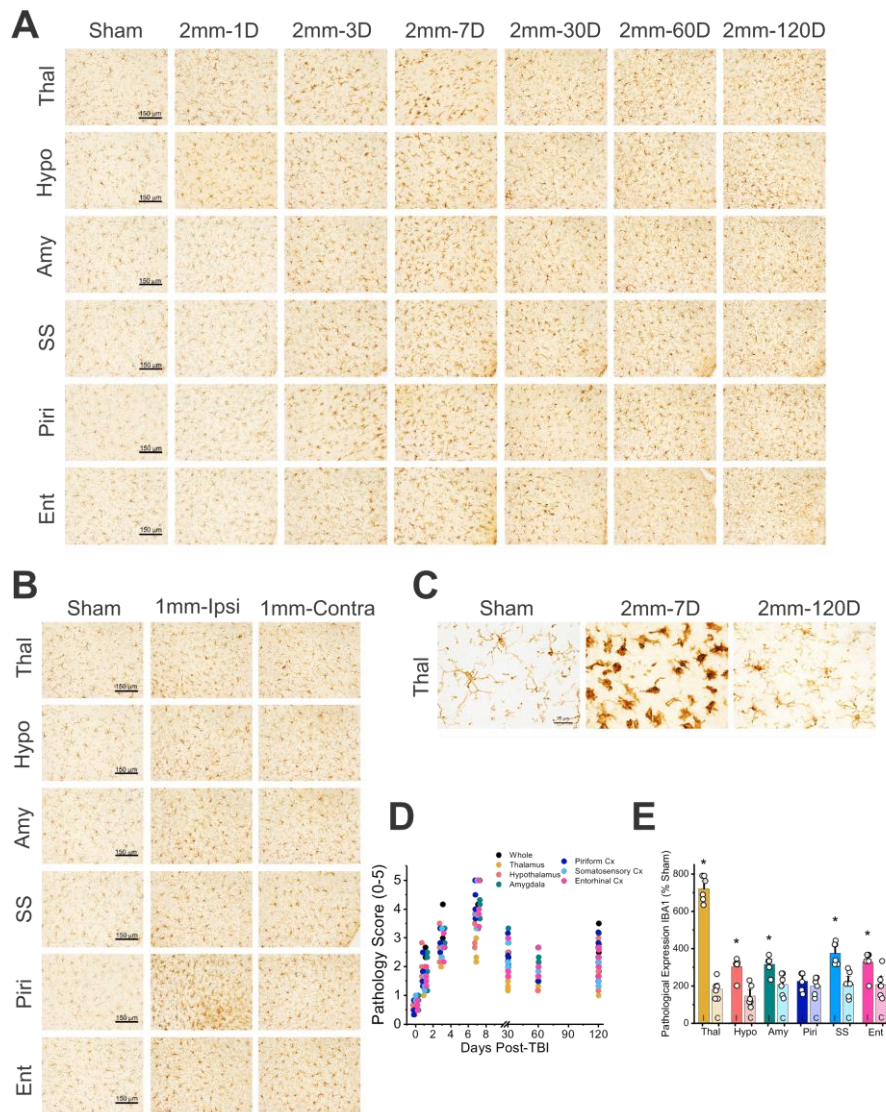 A
Sham 2mm-1D 2mm-3D 2mm-7D 2mm-30D 2mm-60D 2mm-120D
Thal
150 µm
Hypo
150 µm
Amy
150 µm
SS
150 µm
Piri
150 µm
Ent
150 µm
B
Sham 1mm-Ipsi 1mm-Contra
Thal
150 µm
Hypo
150 µm
Amy
150 µm
SS
150 µm
Piri
150 µm
Ent
150 µm
C
Sham 2mm-7D 2mm-120D
Thal
D
Pathology Score (0-5)
5
4
3
2
1
0
Whole
Thalamus
Hypothalamus
Amygdala
Piriform Cx
Somatosensory Cx
Entorhinal Cx
0 2 4 6 8 30 60 90 120
Days Post-TBI
E
Pathological Expression IBA1 (% Sham)
800
600
400
200
0
* * * * *
I C I C I C I C I C I C
Thal Hypo Amy Piri SS Ent